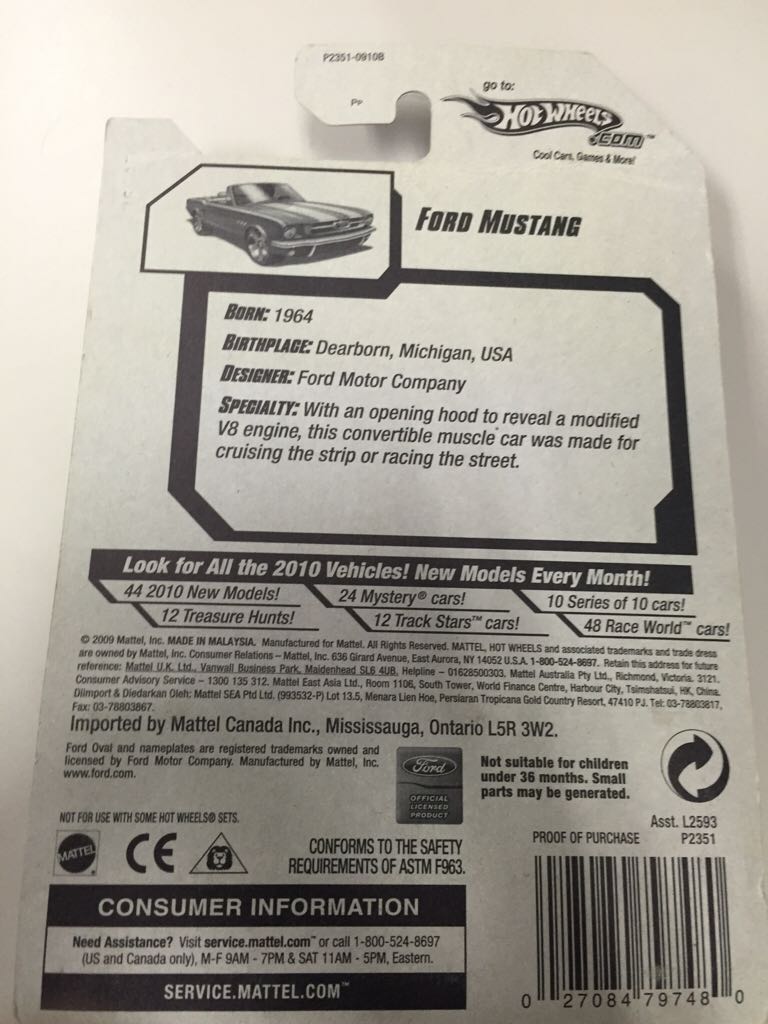 P2351-0910B
PP
go to:
HOT WHEELS
.COM™
Cool Cars, Games & More!
FORD MUSTANG
BORN: 1964
BIRTHPLACE: Dearborn, Michigan, USA
DESIGNER: Ford Motor Company
SPECIALTY: With an opening hood to reveal a modified
V8 engine, this convertible muscle car was made for
cruising the strip or racing the street.
Look for All the 2010 Vehicles! New Models Every Month!
44 2010 New Models! 24 Mystery® cars! 10 Series of 10 cars!
12 Treasure Hunts! 12 Track Stars™ cars! 48 Race World™ cars!
© 2009 Mattel, Inc. MADE IN MALAYSIA. Manufactured for Mattel. All Rights Reserved. MATTEL, HOT WHEELS and associated trademarks and trade dress
are owned by Mattel, Inc. Consumer Relations – Mattel, Inc. 636 Girard Avenue, East Aurora, NY 14052 U.S.A. 1-800-524-8697. Retain this address for future
reference: Mattel U.K. Ltd., Vanwall Business Park, Maidenhead SL6 4UB. Helpline – 01628500303. Mattel Australia Pty Ltd., Richmond, Victoria. 3121.
Consumer Advisory Service – 1300 135 312. Mattel East Asia Ltd., Room 1106, South Tower, World Finance Centre, Harbour City, Tsimshatsui, HK, China.
Diimport & Diedarkan Oleh: Mattel SEA Ptd Ltd. (993532-P) Lot 13.5, Menara Lien Hoe, Persiaran Tropicana Gold Country Resort, 47410 PJ. Tel: 03-78803817,
Fax: 03-78803867.
Imported by Mattel Canada Inc., Mississauga, Ontario L5R 3W2.
Ford Oval and nameplates are registered trademarks owned and
licensed by Ford Motor Company. Manufactured by Mattel, Inc.
www.ford.com.
Ford
OFFICIAL
LICENSED
PRODUCT
Not suitable for children
under 36 months. Small
parts may be generated.
NOT FOR USE WITH SOME HOT WHEELS® SETS.
MATTEL
CE
CONFORMS TO THE SAFETY
REQUIREMENTS OF ASTM F963.
Asst. L2593
PROOF OF PURCHASE P2351
CONSUMER INFORMATION
Need Assistance? Visit service.mattel.com™ or call 1-800-524-8697
(US and Canada only), M-F 9AM - 7PM & SAT 11AM - 5PM, Eastern.
SERVICE.MATTEL.COM™
0 27084 79748 0